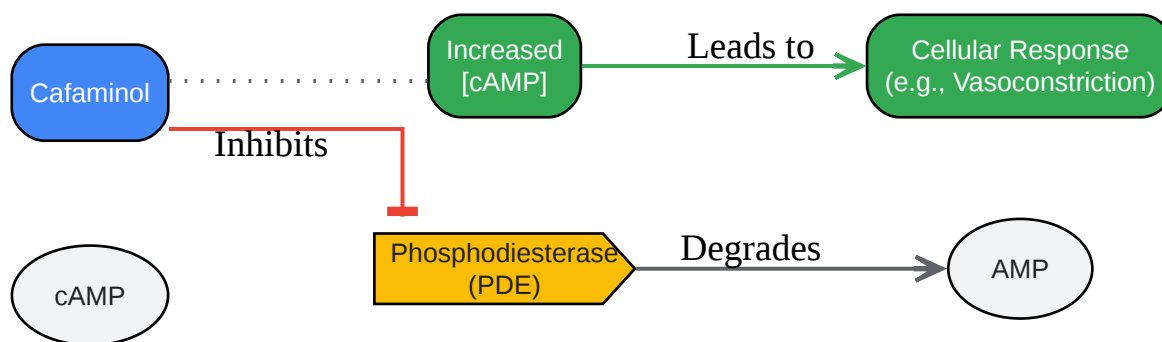 Increased
[cAMP]
Leads to
Cellular Response
(e.g., Vasoconstriction)
Cafaminol
Inhibits
Phosphodiesterase
(PDE)
Degrades
AMP
cAMP